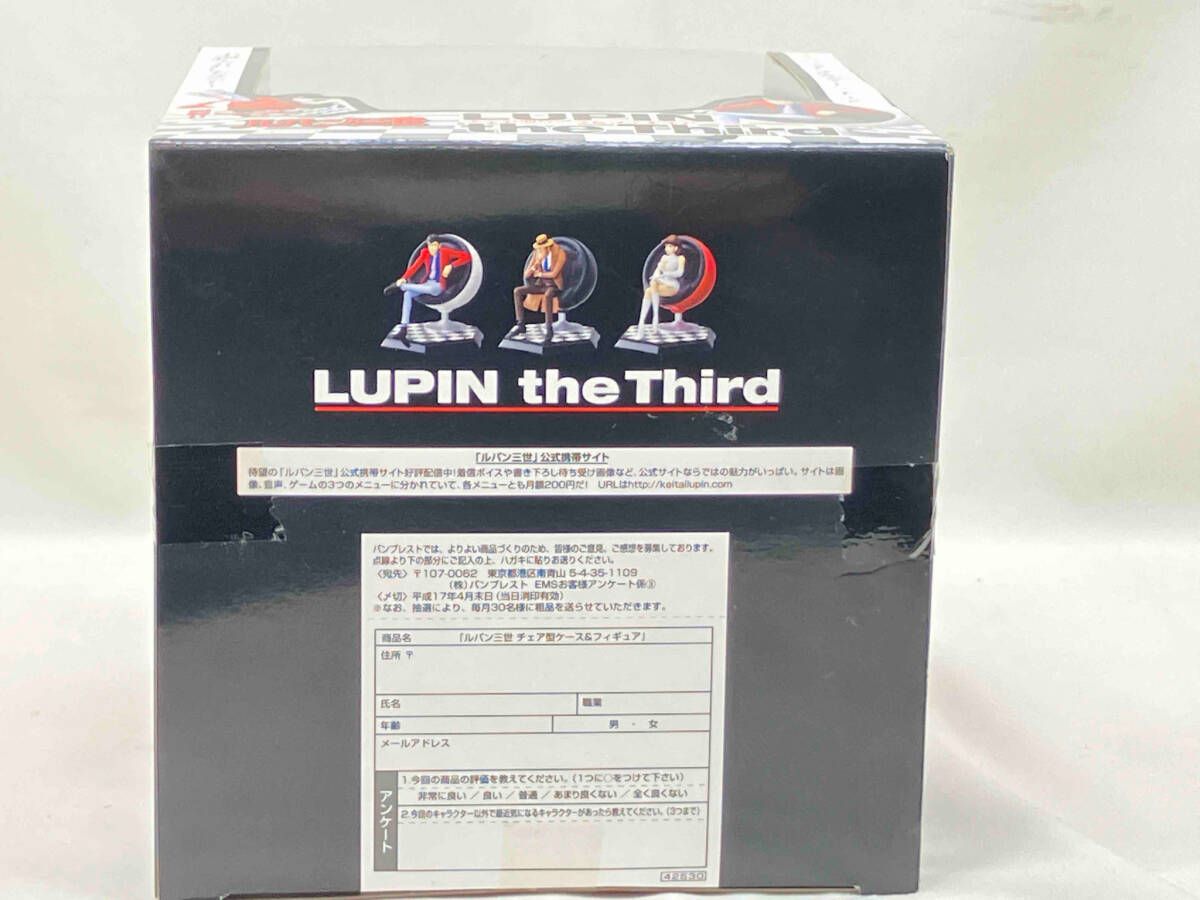 LUPIN
the Third
LUPIN the Third
「ルパン三世」公式携帯サイト
待望の「ルパン三世」公式携帯サイト好評配信中!着信ボイスや書き下ろし待ち受け画像など、公式サイトならではの魅力がいっぱい。サイトは画
像、音声、ゲームの3つのメニューに分かれていて、各メニューとも月額200円だ! URLはhttp://keitailupin.com
バンプレストでは、よりよい商品づくりのため、皆様のご意見、ご感想を募集しております。
点線より下の部分にご記入の上、ハガキに貼りお送りください。
〈宛先〉〒107-0062 東京都港区南青山 5-4-35-1109
(株)バンプレスト EMSお客様アンケート係③
〈〆切〉平成17年4月末日(当日消印有効)
※なお、抽選により、毎月30名様に粗品を送らせていただきます。
商品名 「ルパン三世 チェア型ケース&フィギュア」
住所 〒
氏名 職業
年齢 男 ・ 女
メールアドレス
アンケート
1.今回の商品の評価を教えてください。(1つに○をつけて下さい)
非常に良い / 良い / 普通 / あまり良くない / 全く良くない
2.今回のキャラクター以外で最近気になるキャラクターがあったら教えてください。(3つまで)
42630